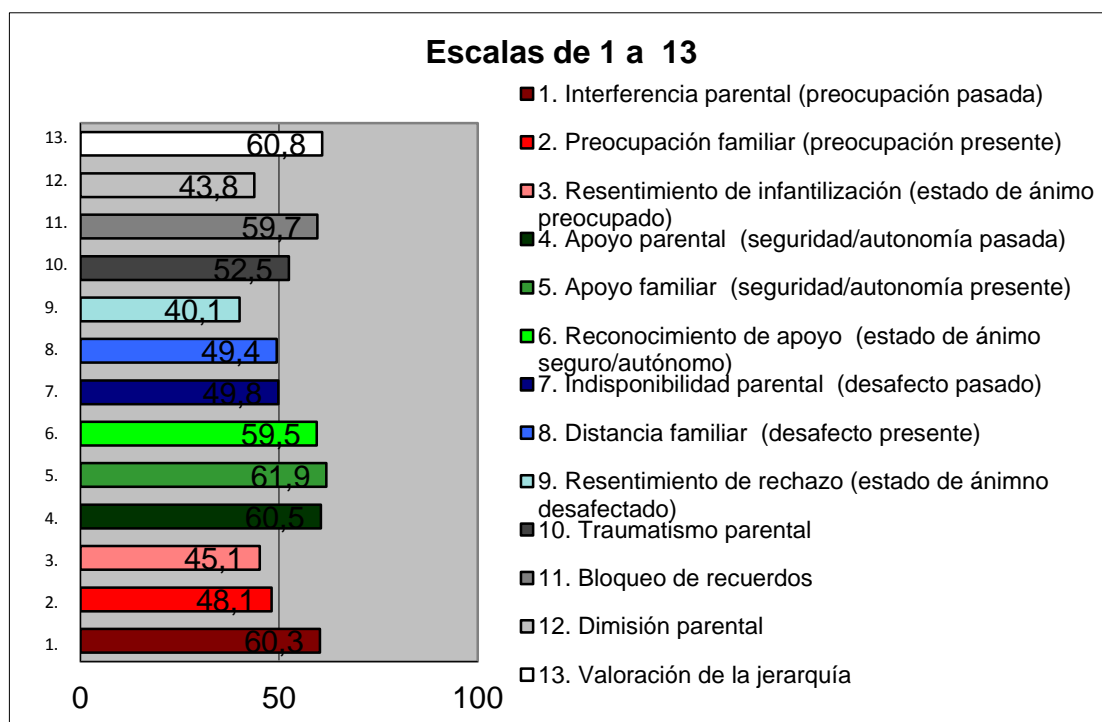 Escalas de 1 a  13
13.
60,8
12.
43,8
11.
59,7
10.
52,5
9.
40,1
8.
49,4
7.
49,8
6.
59,5
5.
61,9
4.
60,5
3.
45,1
2.
48,1
1.
60,3
0 50 100
1. Interferencia parental (preocupación pasada)
2. Preocupación familiar (preocupación presente)
3. Resentimiento de infantilización (estado de ánimo
preocupado)
4. Apoyo parental  (seguridad/autonomía pasada)
5. Apoyo familiar  (seguridad/autonomía presente)
6. Reconocimiento de apoyo  (estado de ánimo
seguro/autónomo)
7. Indisponibilidad parental  (desafecto pasado)
8. Distancia familiar  (desafecto presente)
9. Resentimiento de rechazo (estado de ánimno
desafectado)
10. Traumatismo parental
11. Bloqueo de recuerdos
12. Dimisión parental
13. Valoración de la jerarquía